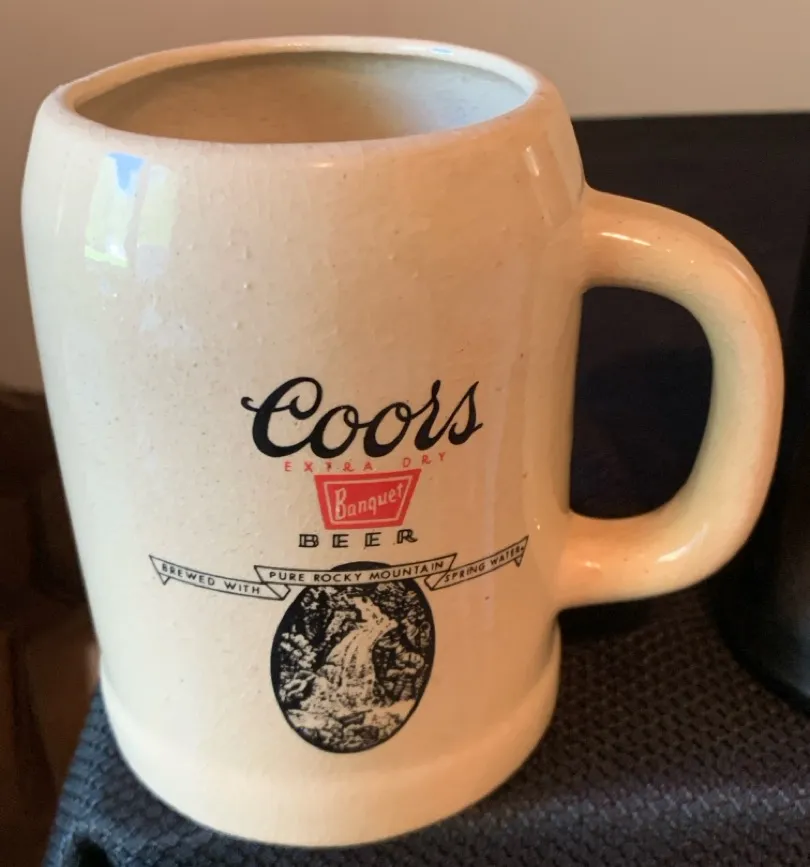 Coors
EXTRA DRY
Banquet
BEER
BREWED WITH PURE ROCKY MOUNTAIN SPRING WATER